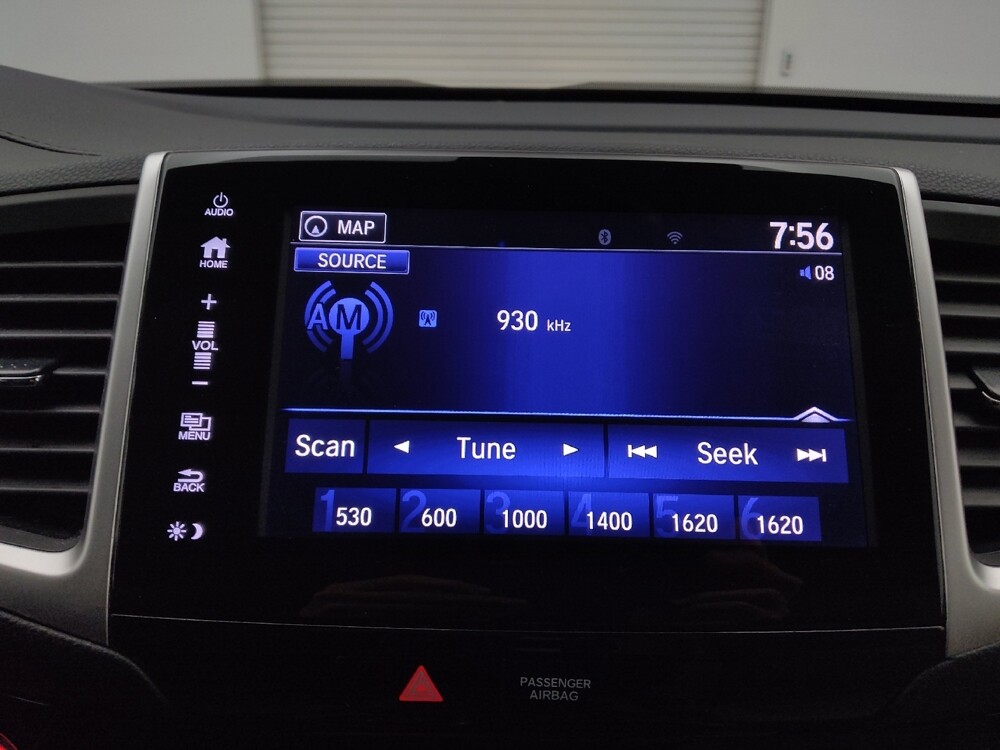 AUDIO
HOME
+
VOL
−
MENU
BACK
MAP
7:56
SOURCE
08
AM
930 kHz
Scan
Tune
Seek
1 530
2 600
3 1000
4 1400
5 1620
6 1620
PASSENGER
AIRBAG